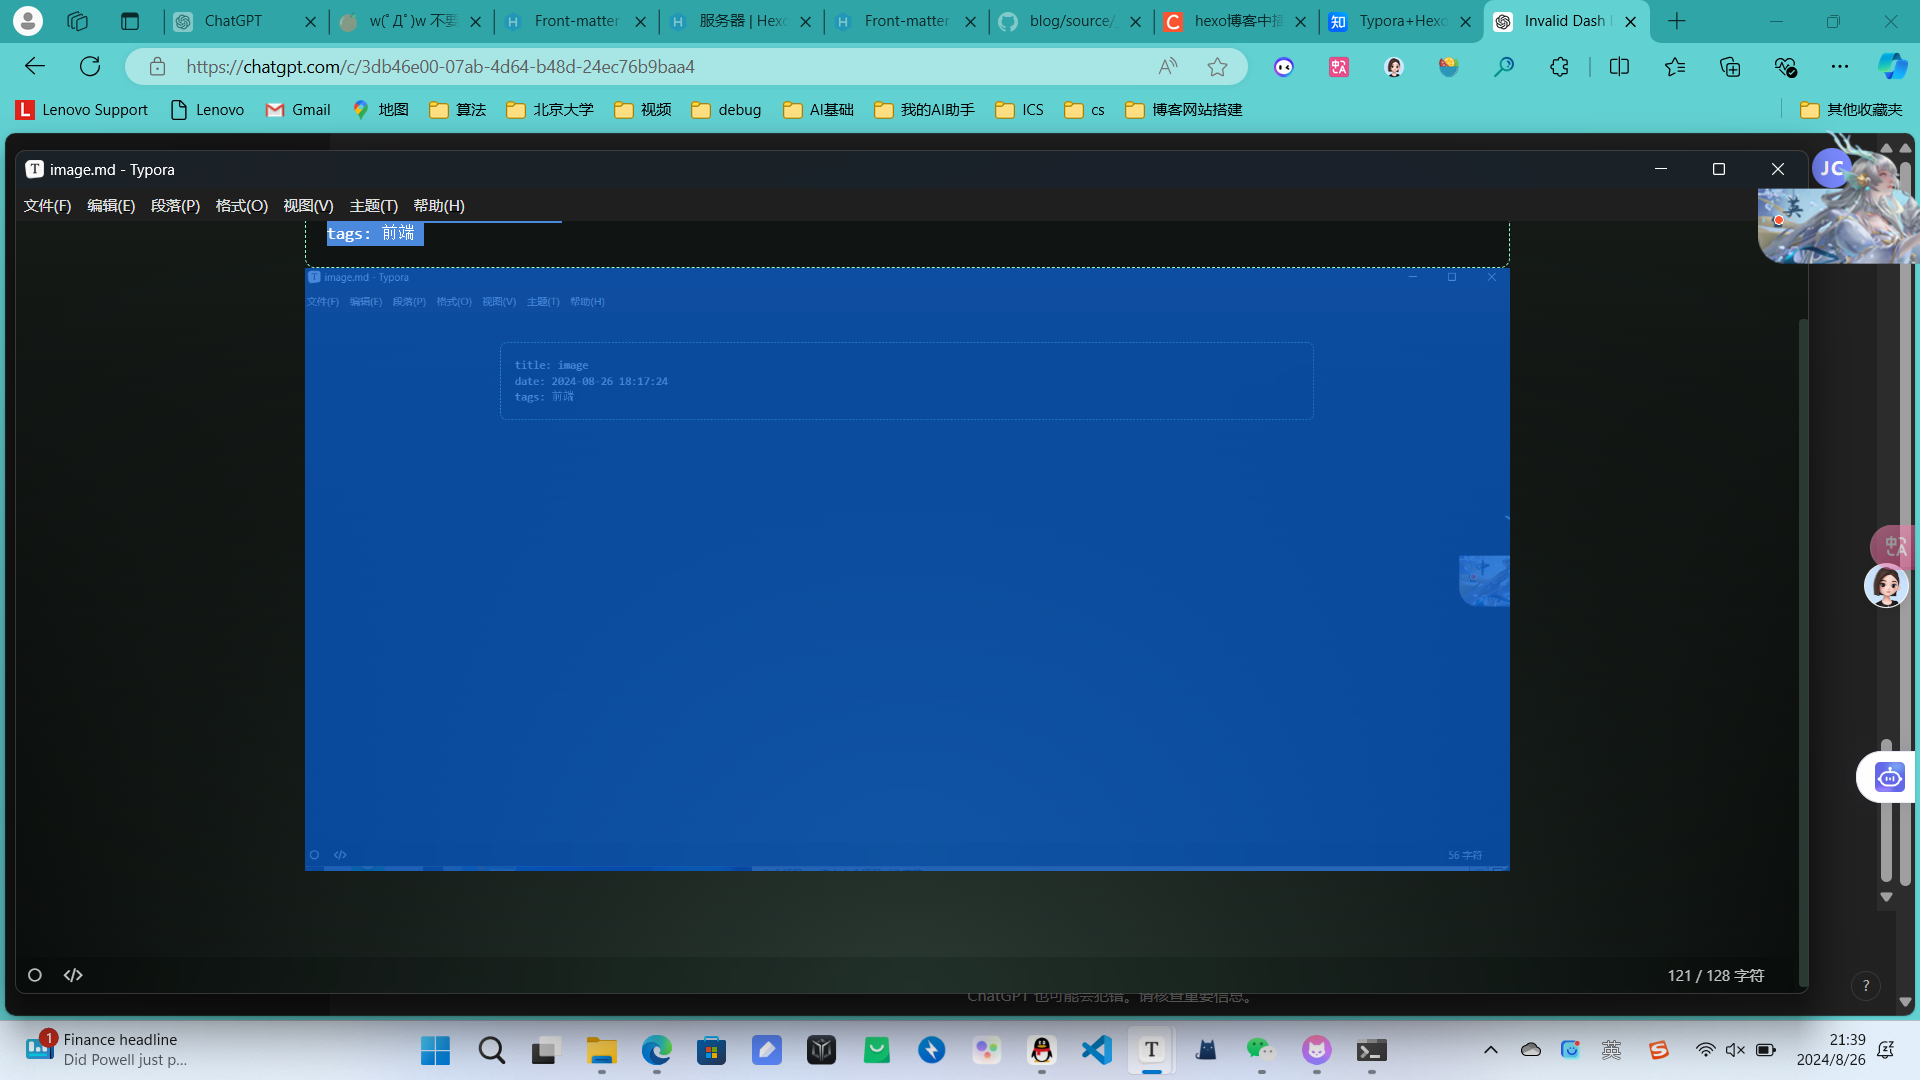 ChatGPT
w(ﾟДﾟ)w 不要
Front-matter
服务器 | Hexo
Front-matter
blog/source/
hexo博客中插
Typora+Hexo
Invalid Dash
https://chatgpt.com/c/3db46e00-07ab-4d64-b48d-24ec76b9baa4
Lenovo Support
Lenovo
Gmail
地图
算法
北京大学
视频
debug
AI基础
我的AI助手
ICS
cs
博客网站搭建
其他收藏夹
image.md - Typora
JC
文件(F) 编辑(E) 段落(P) 格式(O) 视图(V) 主题(T) 帮助(H)
英
tags: 前端
image.md - Typora
文件(F) 编辑(E) 段落(P) 格式(O) 视图(V) 主题(T) 帮助(H)
title: image
date: 2024-08-26 18:17:24
tags: 前端
56 字符
121 / 128 字符
ChatGPT 也可能会犯错。请核查重要信息。
?
1
Finance headline
Did Powell just p...
英
21:39
2024/8/26